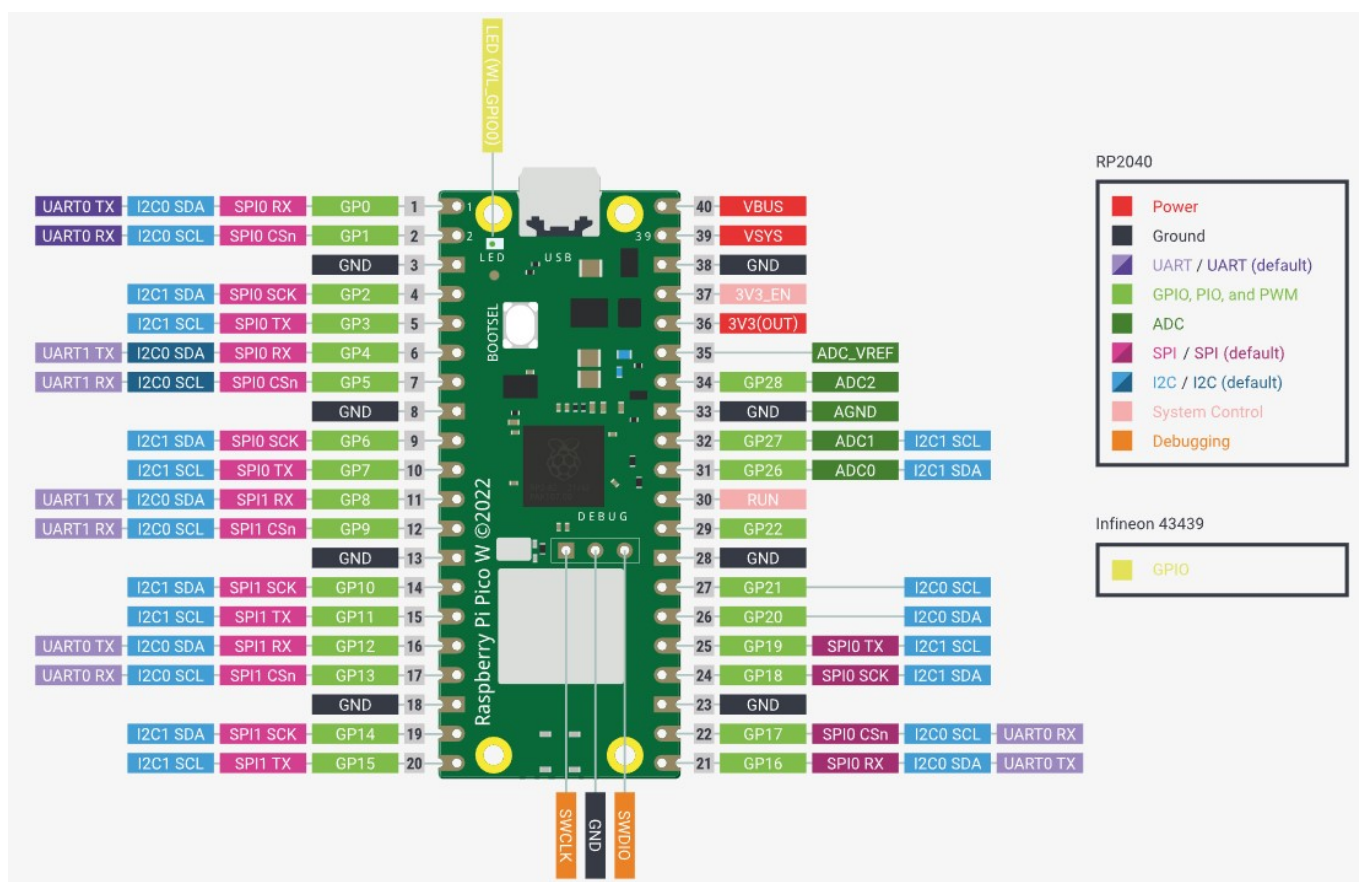 LED (WL_GPIO0)
RP2040
UART0 TX I2C0 SDA SPI0 RX GP0 1 1 40 VBUS Power
UART0 RX I2C0 SCL SPI0 CSn GP1 2 2 39 39 VSYS Ground
LED USB
GND 3 38 GND UART / UART (default)
I2C1 SDA SPI0 SCK GP2 4 37 3V3_EN GPIO, PIO, and PWM
I2C1 SCL SPI0 TX GP3 5 BOOTSEL 36 3V3(OUT) ADC
UART1 TX I2C0 SDA SPI0 RX GP4 6 35 ADC_VREF SPI / SPI (default)
UART1 RX I2C0 SCL SPI0 CSn GP5 7 34 GP28 ADC2 I2C / I2C (default)
GND 8 33 GND AGND System Control
I2C1 SDA SPI0 SCK GP6 9 32 GP27 ADC1 I2C1 SCL Debugging
I2C1 SCL SPI0 TX GP7 10 31 GP26 ADC0 I2C1 SDA
UART1 TX I2C0 SDA SPI1 RX GP8 11 30 RUN
DEBUG
UART1 RX I2C0 SCL SPI1 CSn GP9 12 29 GP22 Infineon 43439
GND 13 28 GND GPIO
I2C1 SDA SPI1 SCK GP10 14 27 GP21 I2C0 SCL
I2C1 SCL SPI1 TX GP11 15 26 GP20 I2C0 SDA
UART0 TX I2C0 SDA SPI1 RX GP12 16 25 GP19 SPI0 TX I2C1 SCL
UART0 RX I2C0 SCL SPI1 CSn GP13 17 24 GP18 SPI0 SCK I2C1 SDA
GND 18 23 GND
I2C1 SDA SPI1 SCK GP14 19 22 GP17 SPI0 CSn I2C0 SCL UART0 RX
I2C1 SCL SPI1 TX GP15 20 21 GP16 SPI0 RX I2C0 SDA UART0 TX
Raspberry Pi Pico W ©2022
SWCLK
GND
SWDIO